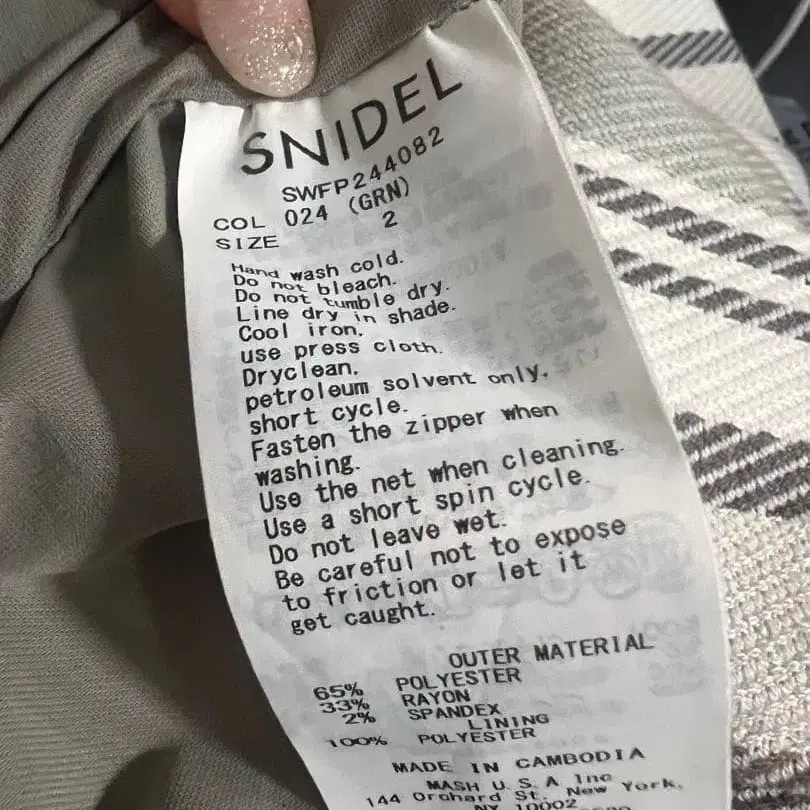 SNIDEL
SWFP244082
COL 024 (GRN)
SIZE 2
Hand wash cold.
Do not bleach.
Do not tumble dry.
Line dry in shade.
Cool iron.
use press cloth.
Dryclean.
petroleum solvent only.
short cycle.
Fasten the zipper when
washing.
Use the net when cleaning.
Use a short spin cycle.
Do not leave wet.
Be careful not to expose
to friction or let it
get caught.
OUTER MATERIAL
65% POLYESTER
33% RAYON
2% SPANDEX
LINING
100% POLYESTER
MADE IN CAMBODIA
MASH U.S.A Inc
144 Orchard St. New York,
NY 10002